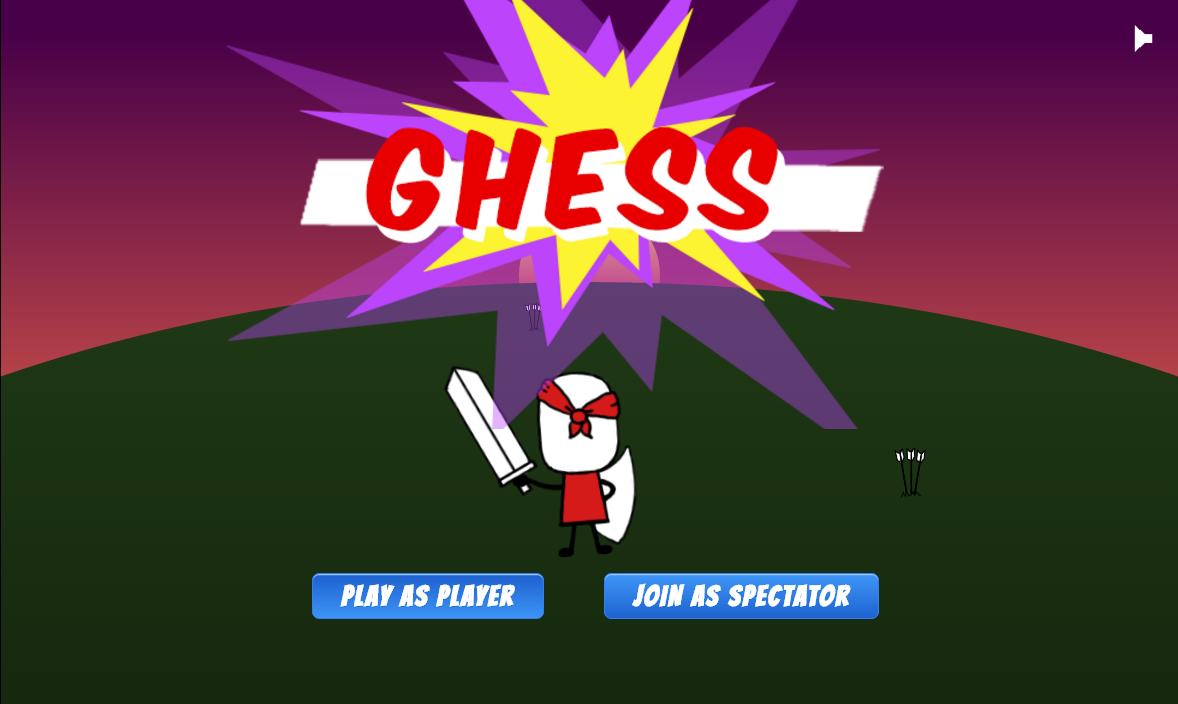 GHESS
PLAY AS PLAYER
JOIN AS SPECTATOR